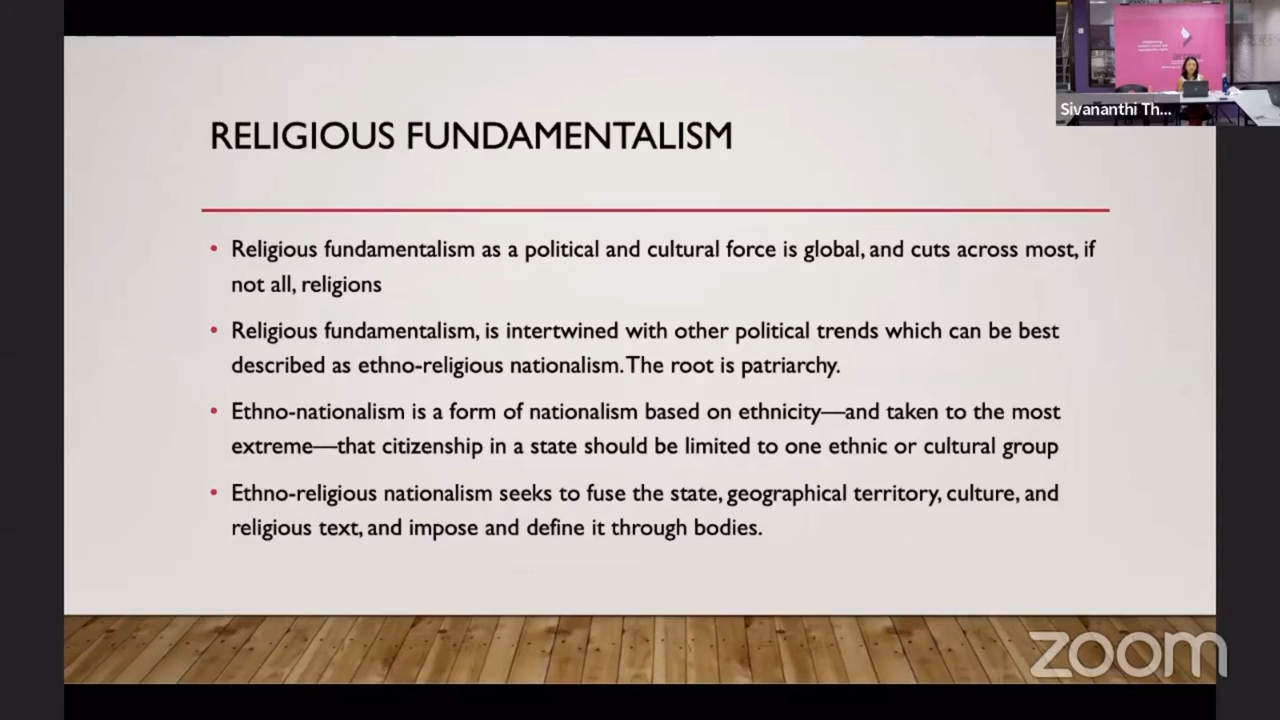 Sivananthi Th...
RELIGIOUS FUNDAMENTALISM
• Religious fundamentalism as a political and cultural force is global, and cuts across most, if
not all, religions
• Religious fundamentalism, is intertwined with other political trends which can be best
described as ethno-religious nationalism. The root is patriarchy.
• Ethno-nationalism is a form of nationalism based on ethnicity—and taken to the most
extreme—that citizenship in a state should be limited to one ethnic or cultural group
• Ethno-religious nationalism seeks to fuse the state, geographical territory, culture, and
religious text, and impose and define it through bodies.
zoom